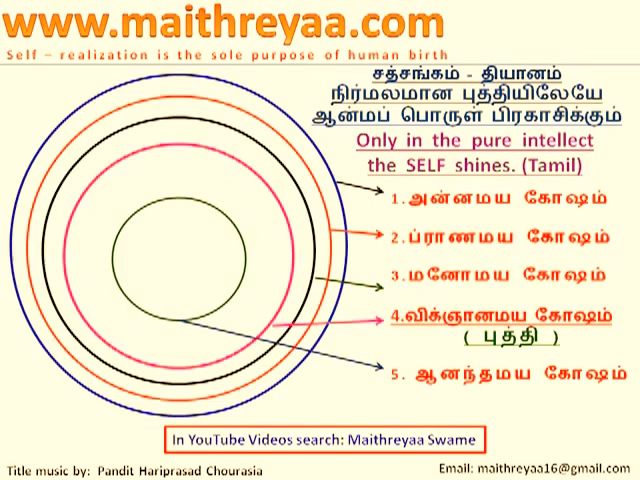 www.maithreyaa.com
Self – realization is the sole purpose of human birth
சத்சங்கம் - தியானம்
நிர்மலமான புத்தியிலேயே
ஆன்மப் பொருள் பிரகாசிக்கும்
Only in the pure intellect
the SELF shines. (Tamil)
1.அன்னமய கோஷம்
2.ப்ராணமய கோஷம்
3.மனோமய கோஷம்
4.விக்ஞானமய கோஷம்
( புத்தி )
5. ஆனந்தமய கோஷம்
In YouTube Videos search: Maithreyaa Swame
Title music by: Pandit Hariprasad Chourasia
Email: maithreyaa16@gmail.com